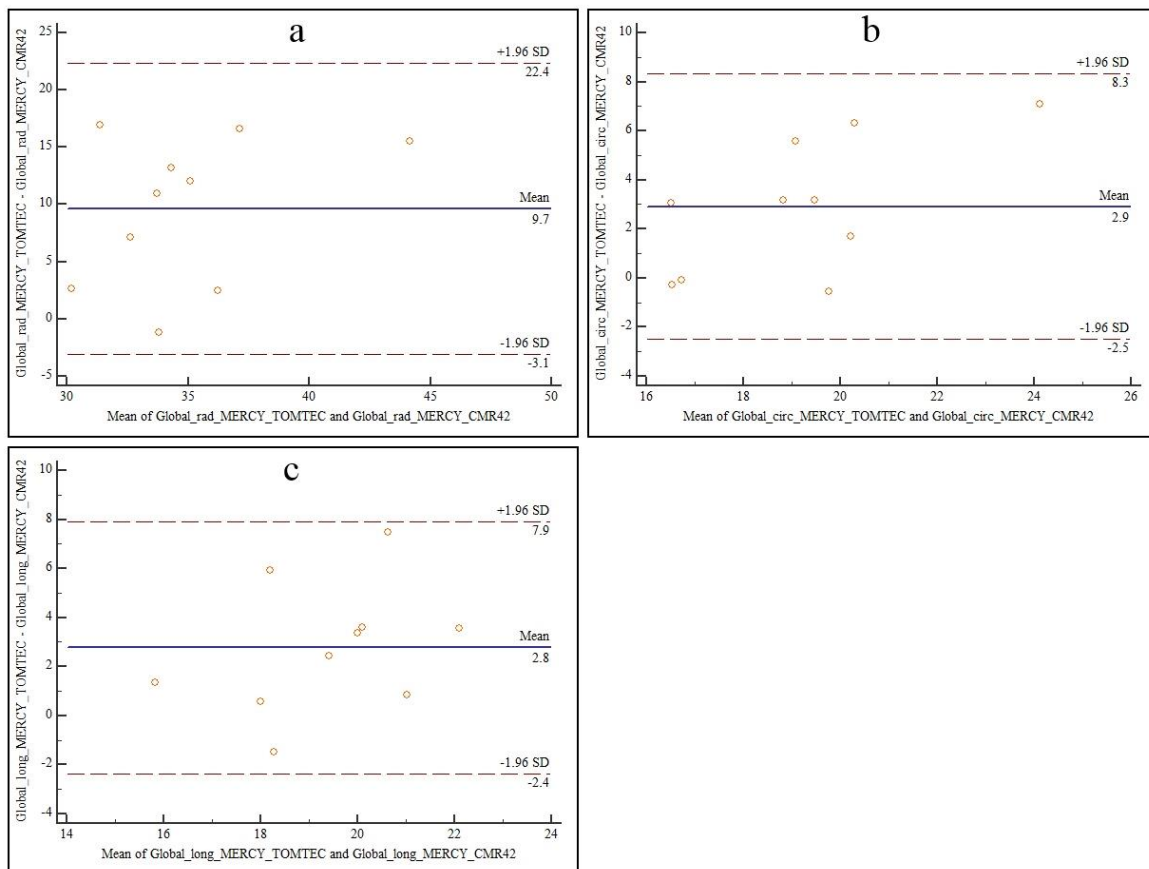 a
Global_rad_MERCY_TOMTEC - Global_rad_MERCY_CMR42
25
20
15
10
5
0
-5
+1.96 SD
22.4
Mean
9.7
-1.96 SD
-3.1
30
35
40
45
50
Mean of Global_rad_MERCY_TOMTEC and Global_rad_MERCY_CMR42
b
Global_circ_MERCY_TOMTEC - Global_circ_MERCY_CMR42
10
8
6
4
2
0
-2
-4
+1.96 SD
8.3
Mean
2.9
-1.96 SD
-2.5
16
18
20
22
24
26
Mean of Global_circ_MERCY_TOMTEC and Global_circ_MERCY_CMR42
c
Global_long_MERCY_TOMTEC - Global_long_MERCY_CMR42
10
8
6
4
2
0
-2
-4
+1.96 SD
7.9
Mean
2.8
-1.96 SD
-2.4
14
16
18
20
22
24
Mean of Global_long_MERCY_TOMTEC and Global_long_MERCY_CMR42